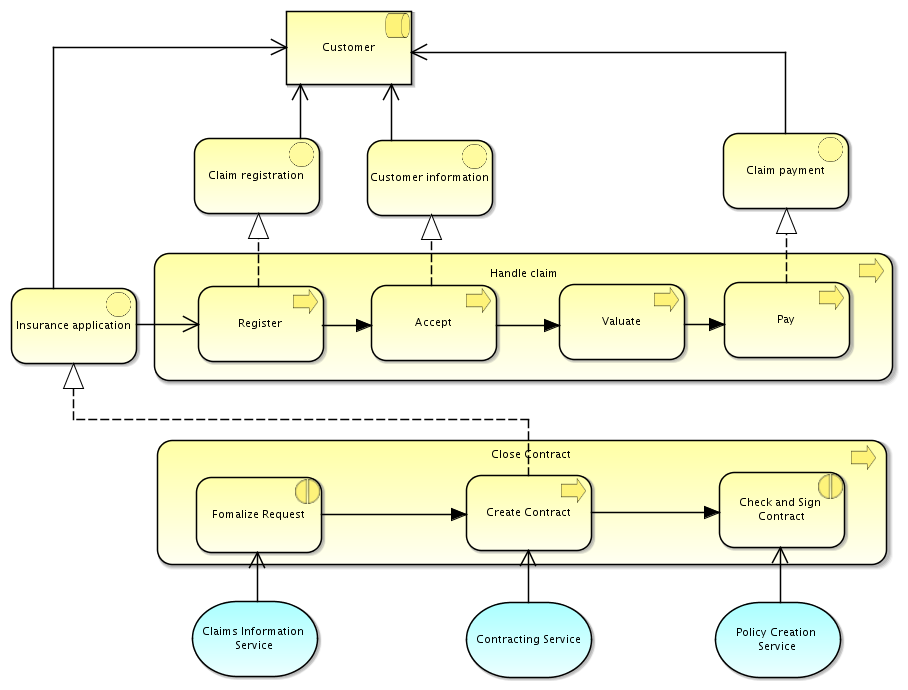 Customer
Claim registration
Customer information
Claim payment
Handle claim
Insurance application
Register
Accept
Valuate
Pay
Close Contract
Fomalize Request
Create Contract
Check and Sign
Contract
Claims Information
Service
Contracting Service
Policy Creation
Service